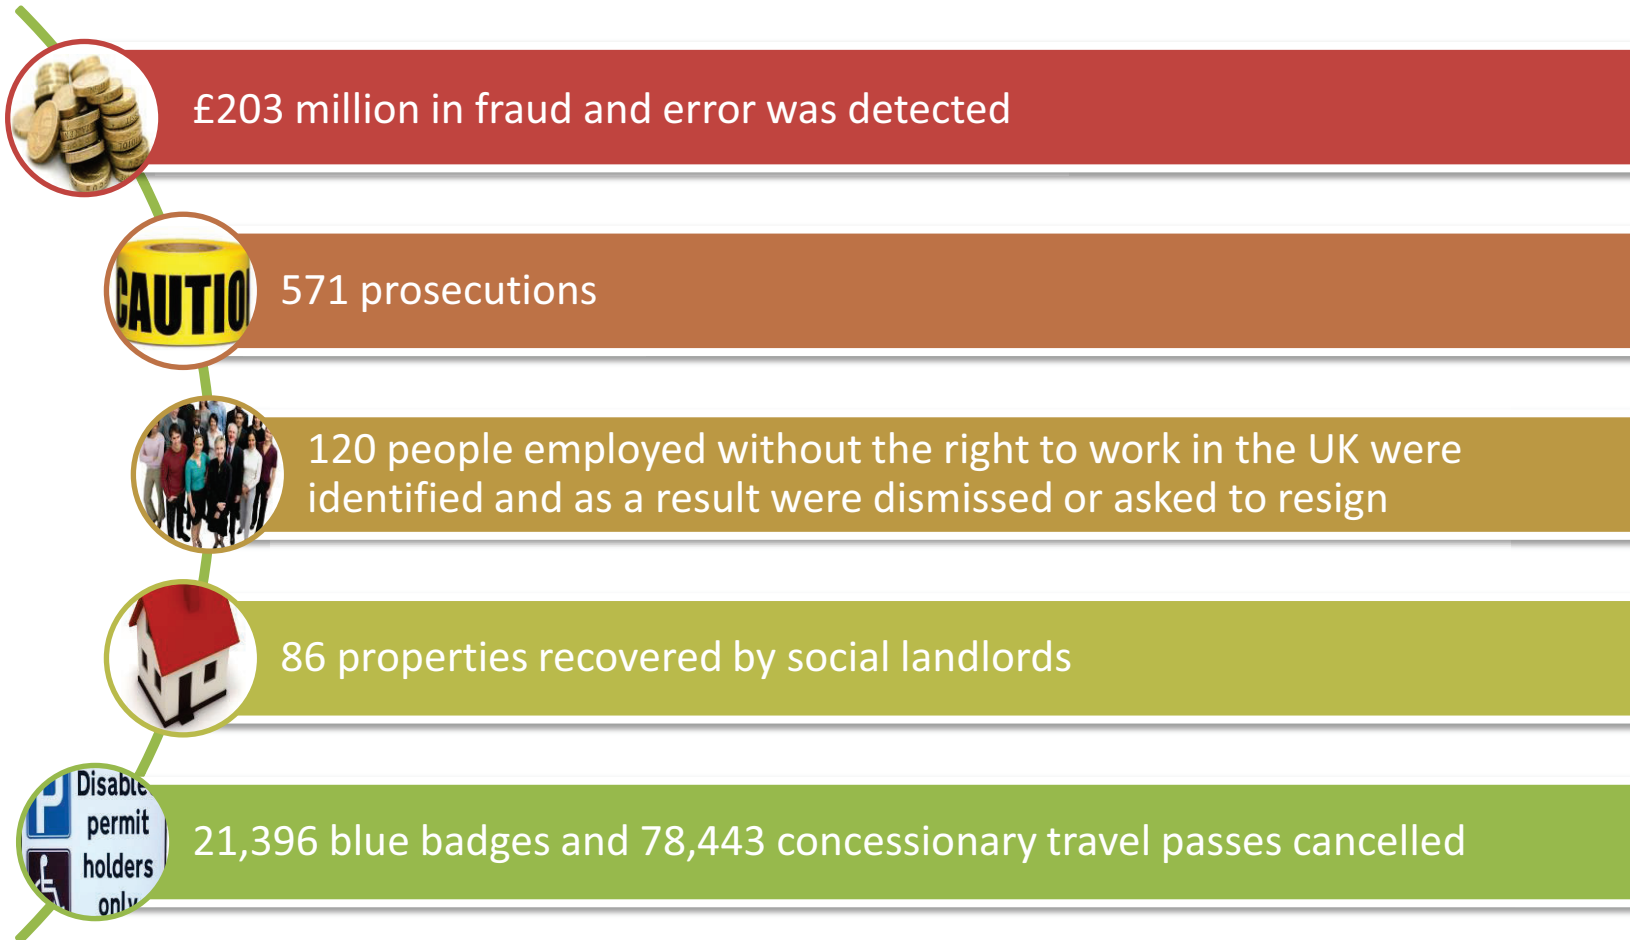 £203 million in fraud and error was detected
CAUTIO
571 prosecutions
120 people employed without the right to work in the UK were
identified and as a result were dismissed or asked to resign
86 properties recovered by social landlords
P
Disable
permit
holders
only
21,396 blue badges and 78,443 concessionary travel passes cancelled